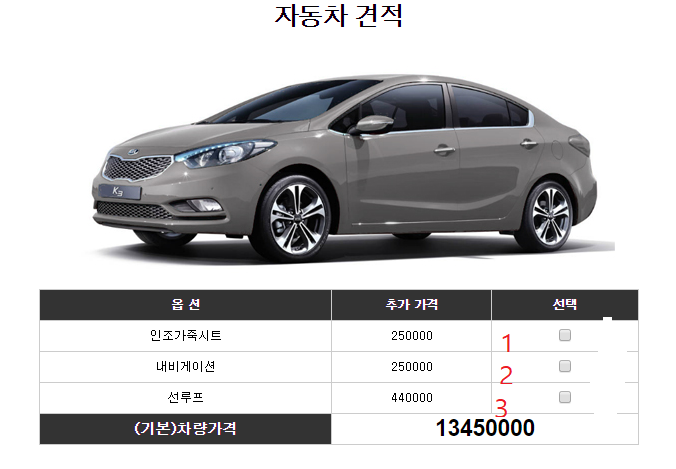 자동차 견적
K3
옵 션 추가 가격 선택
인조가죽시트 250000 1
내비게이션 250000 2
선루프 440000 3
(기본)차량가격 13450000